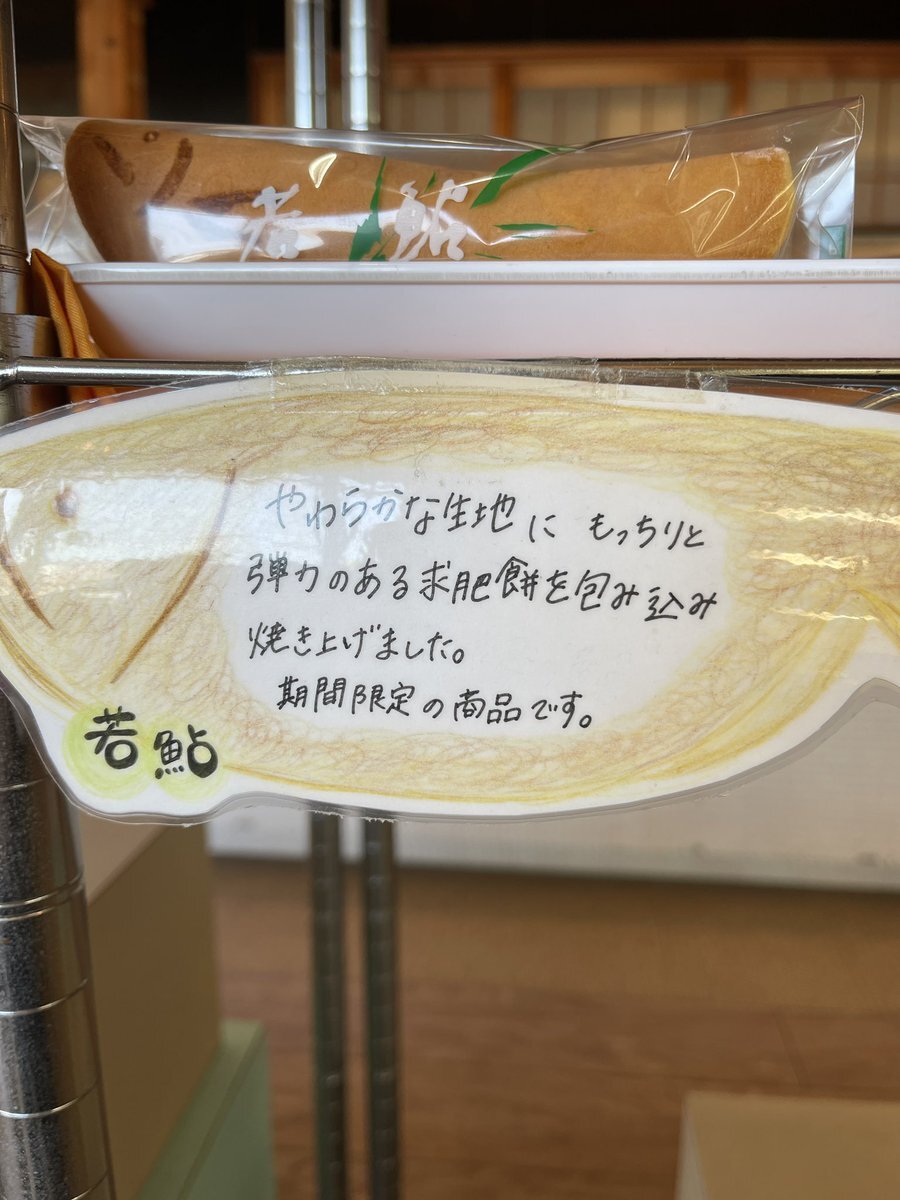 若鮎
やわらかな生地に もっちりと
弾力のある求肥餅を包み込み
焼き上げました。
期間限定の商品です。
若鮎